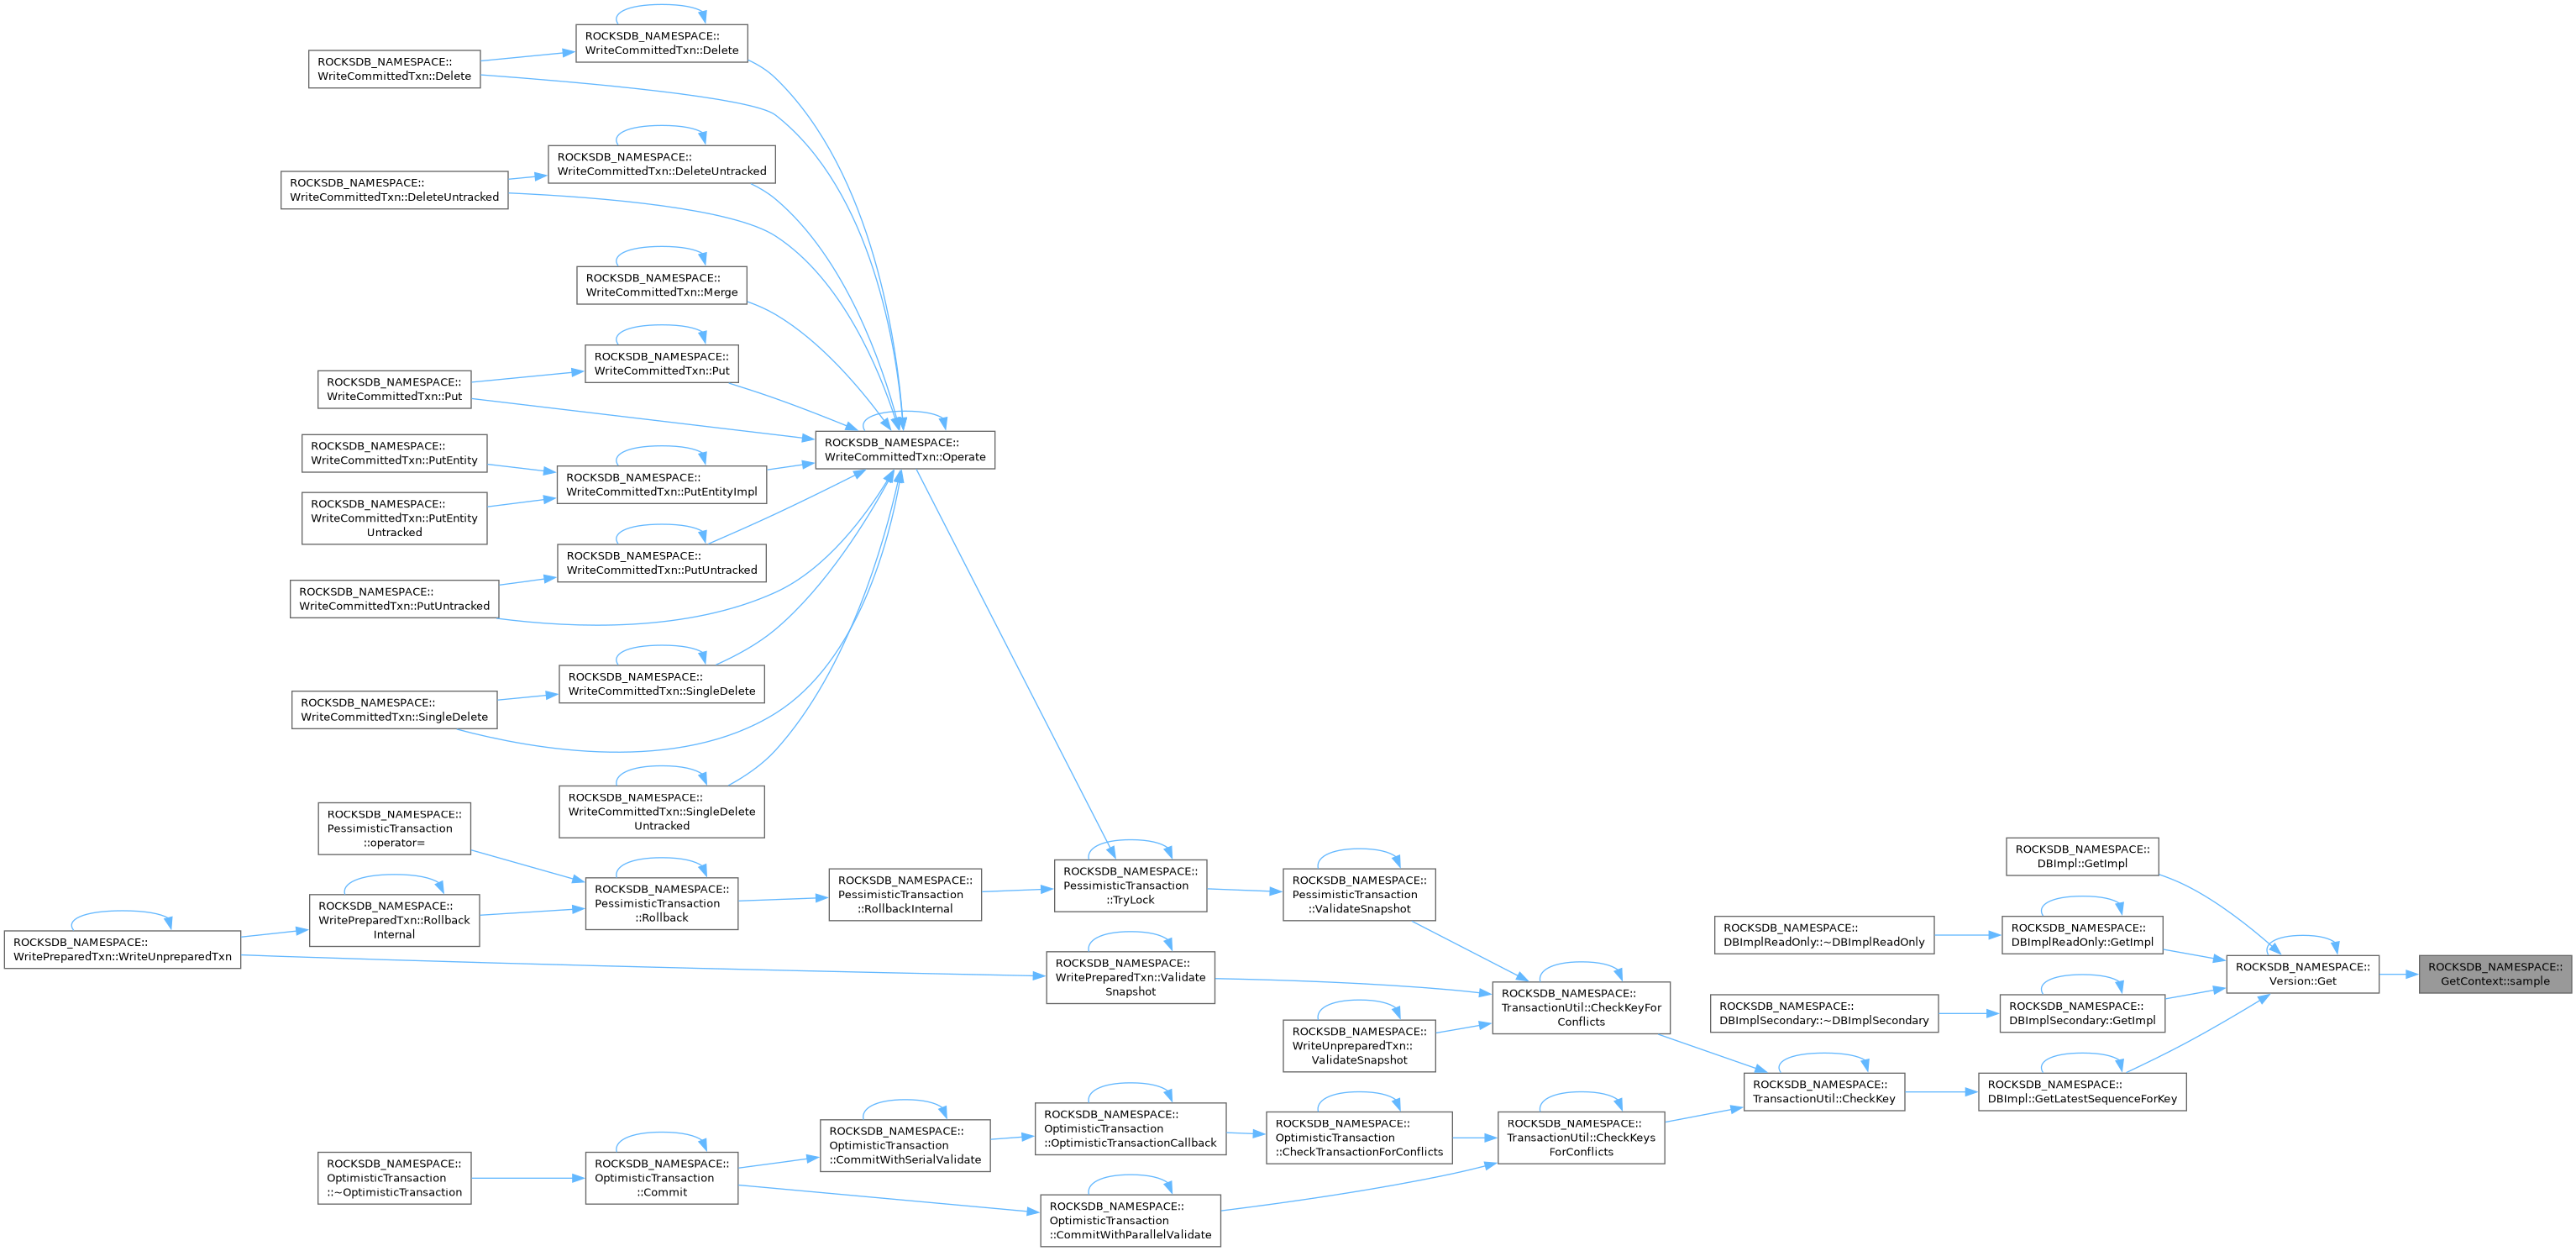 ROCKSDB_NAMESPACE::
WriteCommittedTxn::Delete
ROCKSDB_NAMESPACE::
WriteCommittedTxn::Delete
ROCKSDB_NAMESPACE::
WriteCommittedTxn::DeleteUntracked
ROCKSDB_NAMESPACE::
WriteCommittedTxn::DeleteUntracked
ROCKSDB_NAMESPACE::
WriteCommittedTxn::Merge
ROCKSDB_NAMESPACE::
WriteCommittedTxn::Put
ROCKSDB_NAMESPACE::
WriteCommittedTxn::Put
ROCKSDB_NAMESPACE::
WriteCommittedTxn::Operate
ROCKSDB_NAMESPACE::
WriteCommittedTxn::PutEntity
ROCKSDB_NAMESPACE::
WriteCommittedTxn::PutEntityImpl
ROCKSDB_NAMESPACE::
WriteCommittedTxn::PutEntity
Untracked
ROCKSDB_NAMESPACE::
WriteCommittedTxn::PutUntracked
ROCKSDB_NAMESPACE::
WriteCommittedTxn::PutUntracked
ROCKSDB_NAMESPACE::
WriteCommittedTxn::SingleDelete
ROCKSDB_NAMESPACE::
WriteCommittedTxn::SingleDelete
ROCKSDB_NAMESPACE::
WriteCommittedTxn::SingleDelete
Untracked
ROCKSDB_NAMESPACE::
PessimisticTransaction
::operator=
ROCKSDB_NAMESPACE::
PessimisticTransaction
::Rollback
ROCKSDB_NAMESPACE::
WritePreparedTxn::Rollback
Internal
ROCKSDB_NAMESPACE::
WritePreparedTxn::WriteUnpreparedTxn
ROCKSDB_NAMESPACE::
PessimisticTransaction
::RollbackInternal
ROCKSDB_NAMESPACE::
PessimisticTransaction
::TryLock
ROCKSDB_NAMESPACE::
PessimisticTransaction
::ValidateSnapshot
ROCKSDB_NAMESPACE::
WritePreparedTxn::Validate
Snapshot
ROCKSDB_NAMESPACE::
WriteUnpreparedTxn::
ValidateSnapshot
ROCKSDB_NAMESPACE::
TransactionUtil::CheckKeyFor
Conflicts
ROCKSDB_NAMESPACE::
DBImpl::GetImpl
ROCKSDB_NAMESPACE::
DBImplReadOnly::~DBImplReadOnly
ROCKSDB_NAMESPACE::
DBImplReadOnly::GetImpl
ROCKSDB_NAMESPACE::
Version::Get
ROCKSDB_NAMESPACE::
GetContext::sample
ROCKSDB_NAMESPACE::
DBImplSecondary::~DBImplSecondary
ROCKSDB_NAMESPACE::
DBImplSecondary::GetImpl
ROCKSDB_NAMESPACE::
TransactionUtil::CheckKey
ROCKSDB_NAMESPACE::
DBImpl::GetLatestSequenceForKey
ROCKSDB_NAMESPACE::
OptimisticTransaction
::~OptimisticTransaction
ROCKSDB_NAMESPACE::
OptimisticTransaction
::Commit
ROCKSDB_NAMESPACE::
OptimisticTransaction
::CommitWithSerialValidate
ROCKSDB_NAMESPACE::
OptimisticTransaction
::OptimisticTransactionCallback
ROCKSDB_NAMESPACE::
OptimisticTransaction
::CheckTransactionForConflicts
ROCKSDB_NAMESPACE::
TransactionUtil::CheckKeys
ForConflicts
ROCKSDB_NAMESPACE::
OptimisticTransaction
::CommitWithParallelValidate